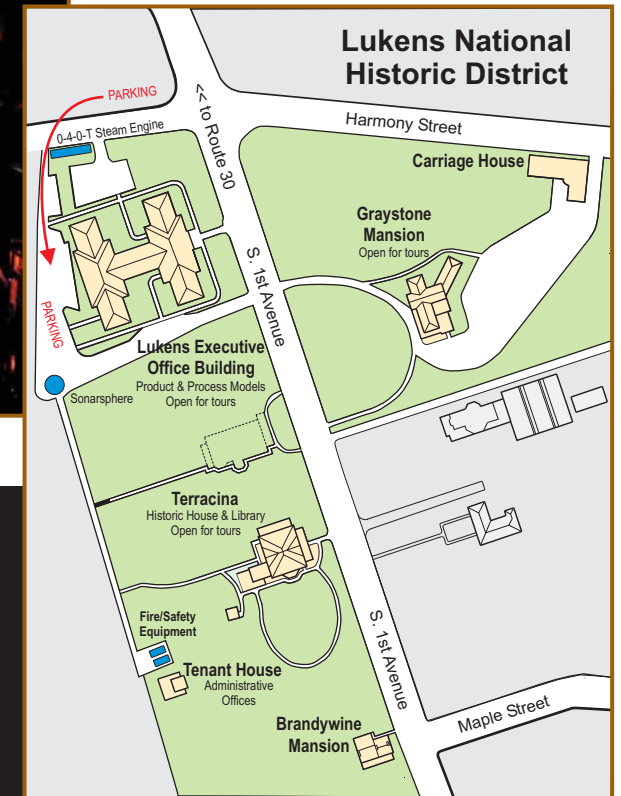 Lukens National
Historic District
PARKING
0-4-0-T Steam Engine
<< to Route 30
Harmony Street
Carriage House
Graystone
Mansion
Open for tours
S. 1st Avenue
PARKING
Lukens Executive
Office Building
Product & Process Models
Open for tours
Sonarsphere
Terracina
Historic House & Library
Open for tours
Fire/Safety
Equipment
Tenant House
Administrative
Offices
S. 1st Avenue
Maple Street
Brandywine
Mansion